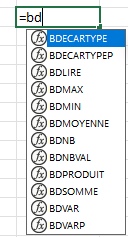 =bd
BDECARTYPE
BDECARTYPEP
BDLIRE
BDMAX
BDMIN
BDMOYENNE
BDNB
BDNBVAL
BDPRODUIT
BDSOMME
BDVAR
BDVARP